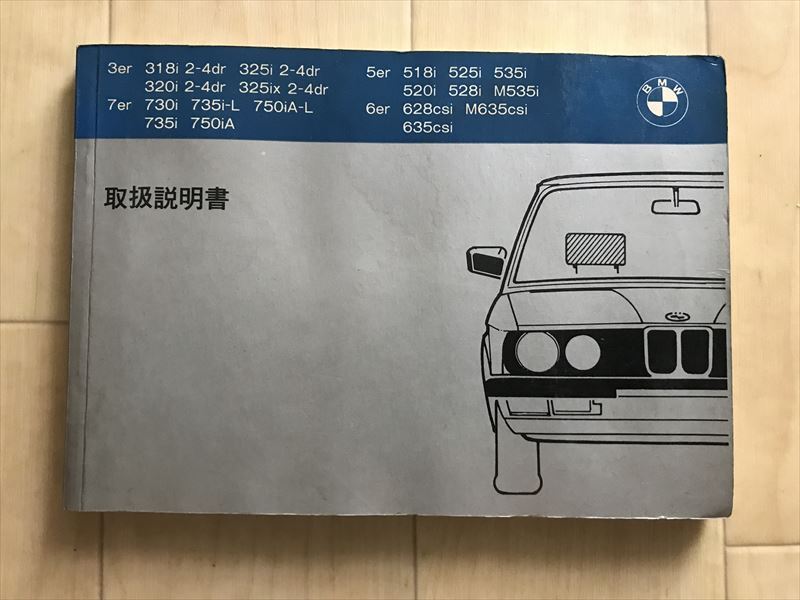 3er 318i 2-4dr 325i 2-4dr
320i 2-4dr 325ix 2-4dr
7er 730i 735i-L 750iA-L
735i 750iA
5er 518i 525i 535i
520i 528i M535i
6er 628csi M635csi
635csi
BMW
取扱説明書